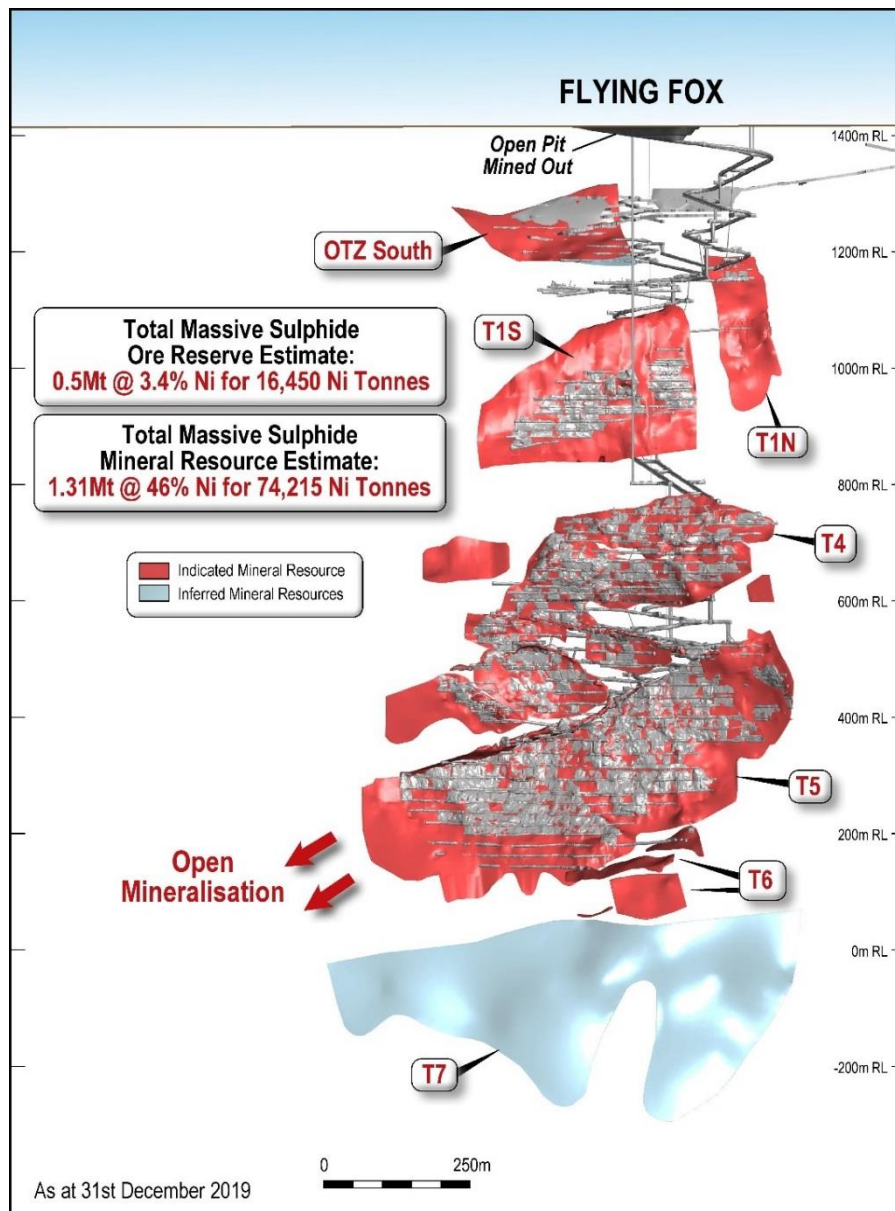 FLYING FOX
1400m RL
Open Pit
Mined Out
1200m RL
OTZ South
Total Massive Sulphide
Ore Reserve Estimate:
0.5Mt @ 3.4% Ni for 16,450 Ni Tonnes
T1S
1000m RL
T1N
Total Massive Sulphide
Mineral Resource Estimate:
1.31Mt @ 46% Ni for 74,215 Ni Tonnes
800m RL
T4
Indicated Mineral Resource
Inferred Mineral Resources
600m RL
400m RL
T5
200m RL
Open
Mineralisation
T6
0m RL
T7
-200m RL
0 250m
As at 31st December 2019